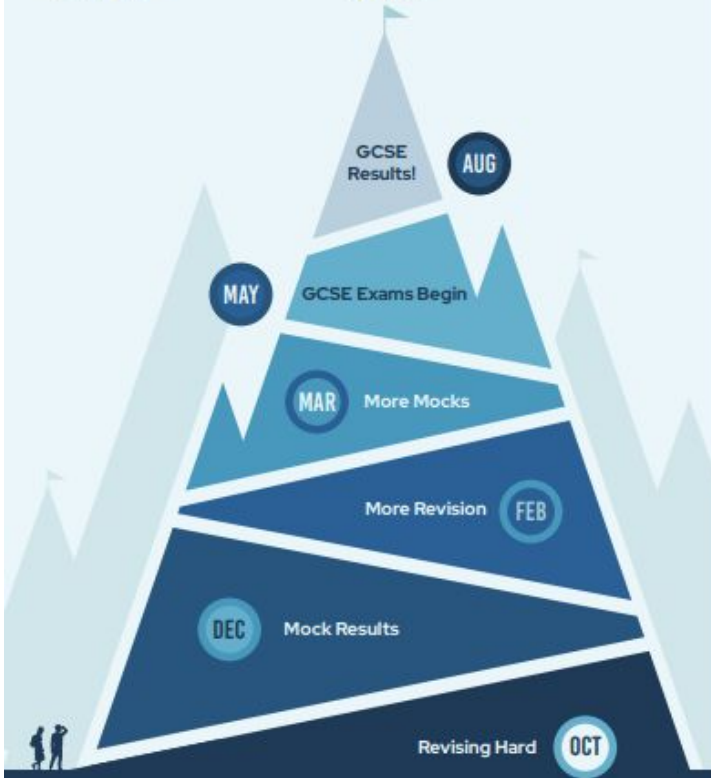 GCSE
Results!
AUG
MAY
GCSE Exams Begin
MAR
More Mocks
More Revision
FEB
DEC
Mock Results
Revising Hard
OCT